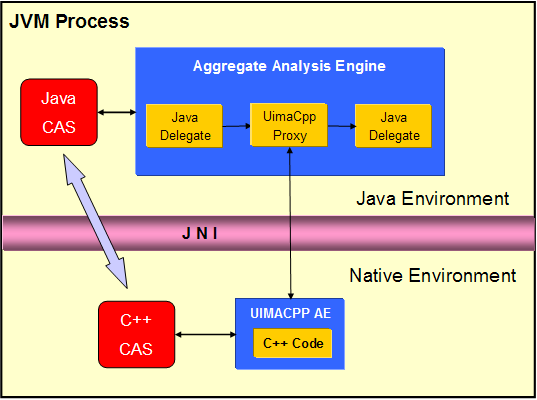 JVM Process
Aggregate Analysis Engine
Java
CAS
Java
Delegate
UimaCpp
Proxy
Java
Delegate
Java Environment
J N I
Native Environment
C++
CAS
UIMACPP AE
C++ Code